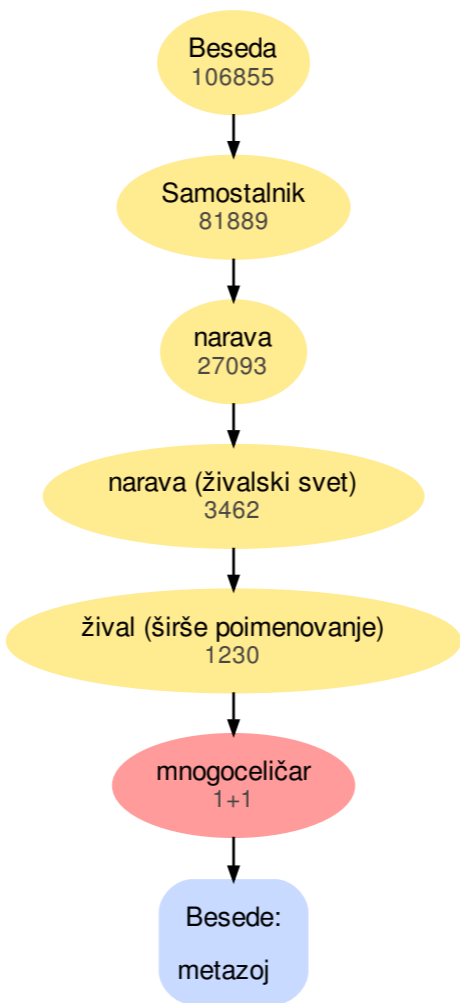 Beseda
106855
Samostalnik
81889
narava
27093
narava (živalski svet)
3462
žival (širše poimenovanje)
1230
mnogoceličar
1+1
Besede:
metazoj